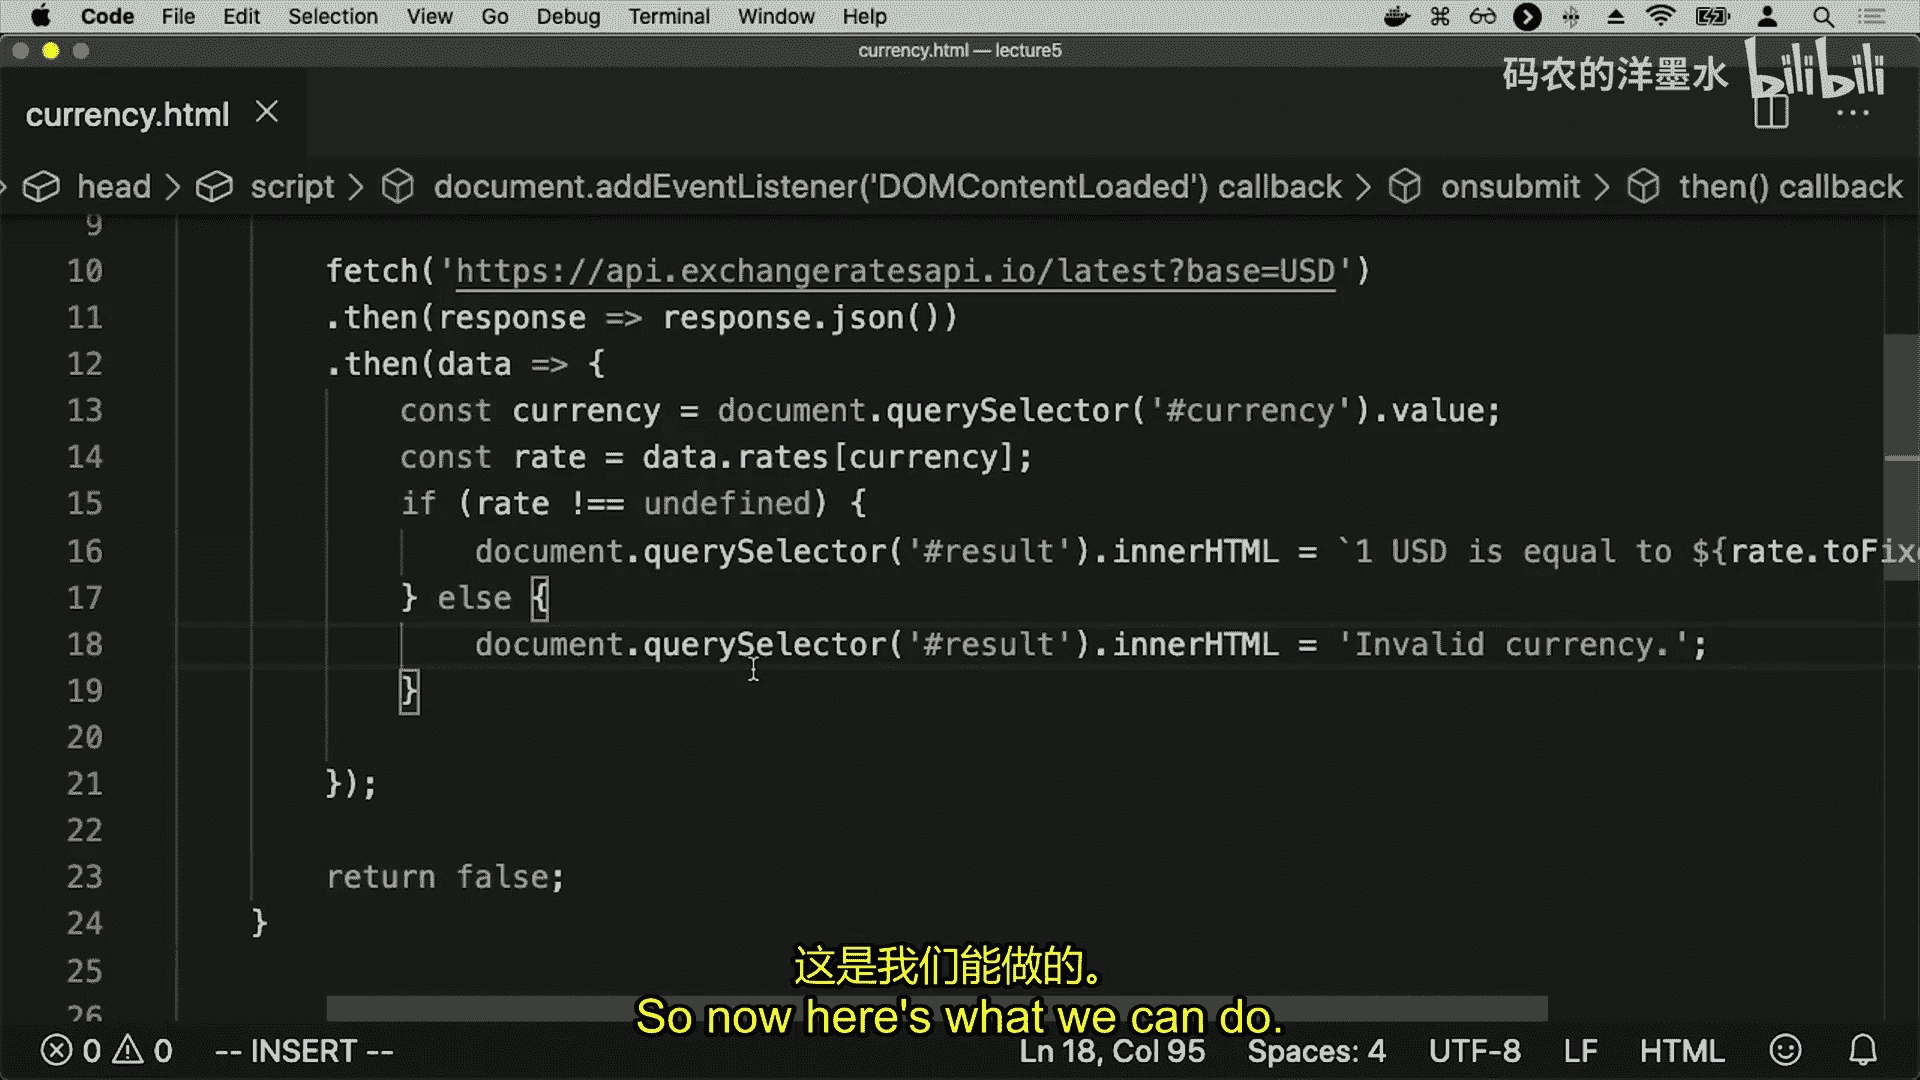 Code File Edit Selection View Go Debug Terminal Window Help
currency.html — lecture5
码农的洋墨水 bilibili
currency.html
head > script > document.addEventListener('DOMContentLoaded') callback > onsubmit > then() callback
9
10 fetch('https://api.exchangeratesapi.io/latest?base=USD')
11 .then(response => response.json())
12 .then(data => {
13 const currency = document.querySelector('#currency').value;
14 const rate = data.rates[currency];
15 if (rate !== undefined) {
16 document.querySelector('#result').innerHTML = `1 USD is equal to ${rate.toFix
17 } else {
18 document.querySelector('#result').innerHTML = 'Invalid currency.';
19 }
20
21 });
22
23 return false;
24 }
25
26
这是我们能做的。
So now here's what we can do.
0 0 -- INSERT -- Ln 18, Col 95 Spaces: 4 UTF-8 LF HTML